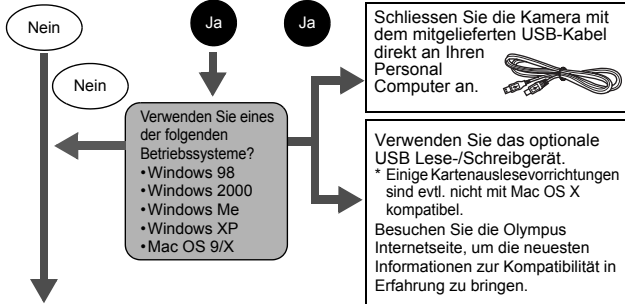 Nein
Ja
Ja
Nein
Verwenden Sie eines
der folgenden
Betriebssysteme?
•Windows 98
•Windows 2000
•Windows Me
•Windows XP
•Mac OS 9/X
Schliessen Sie die Kamera mit
dem mitgelieferten USB-Kabel
direkt an Ihren
Personal
Computer an.
Verwenden Sie das optionale
USB Lese-/Schreibgerät.
* Einige Kartenauslesevorrichtungen
sind evtl. nicht mit Mac OS X
kompatibel.
Besuchen Sie die Olympus
Internetseite, um die neuesten
Informationen zur Kompatibilität in
Erfahrung zu bringen.